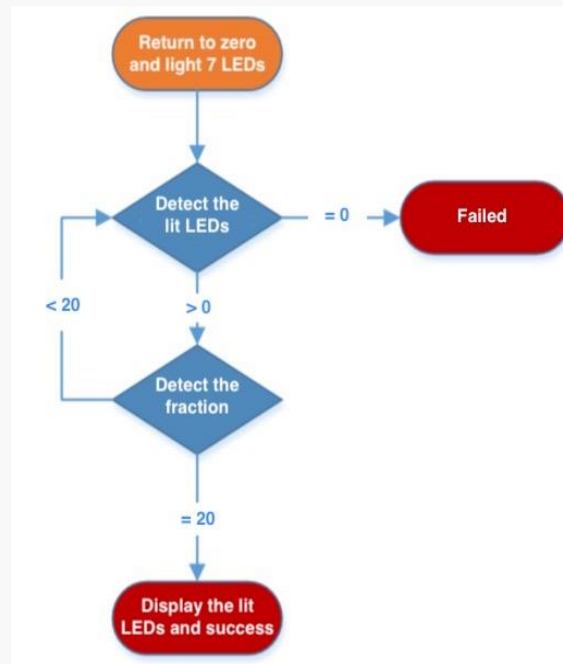 Return to zero
and light 7 LEDs
Detect the
lit LEDs
= 0
Failed
< 20
> 0
Detect the
fraction
= 20
Display the lit
LEDs and success